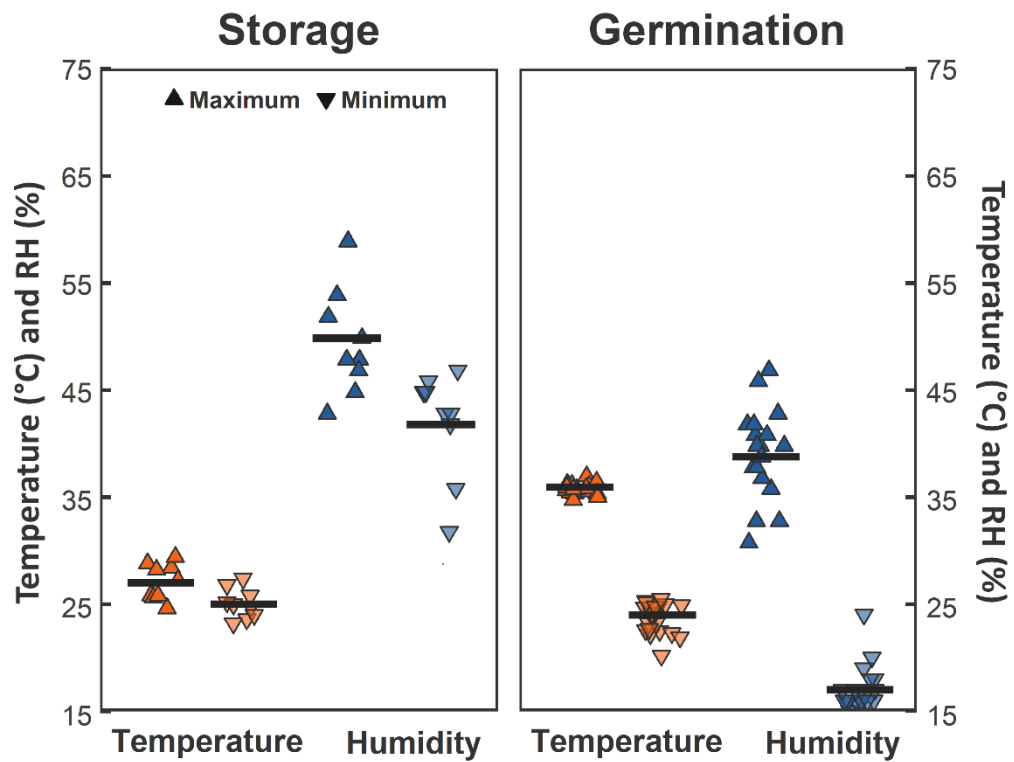 Storage
Germination
Maximum Minimum
75
65
55
45
35
25
15
75
65
55
45
35
25
15
Temperature (°C) and RH (%)
Temperature (°C) and RH (%)
Temperature Humidity
Temperature Humidity